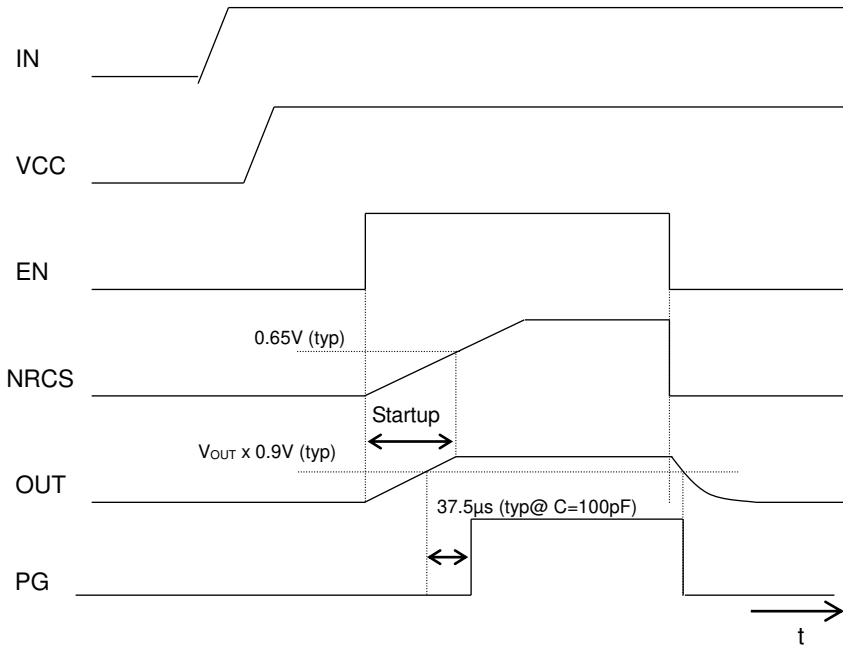 IN
VCC
EN
0.65V (typ)
NRCS
Startup
VOUT x 0.9V (typ)
OUT
37.5µs (typ@ C=100pF)
PG
t